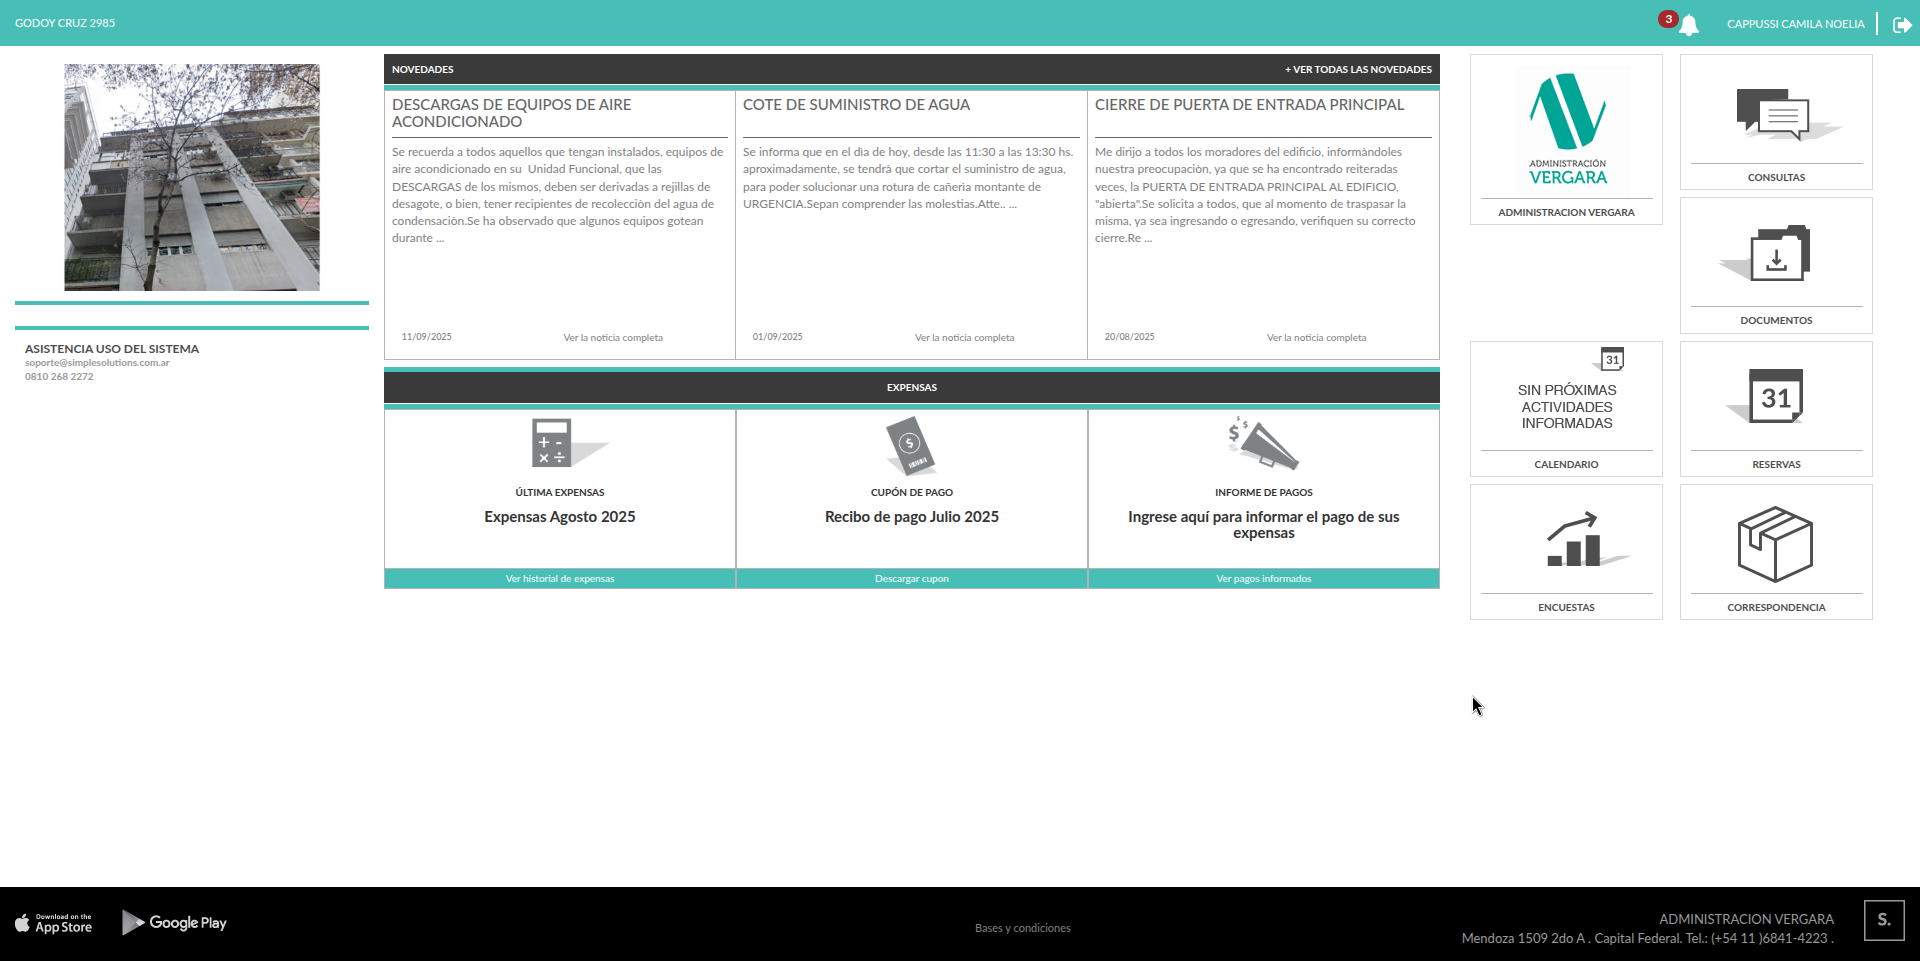 GODOY CRUZ 2985
3
CAPPUSSI CAMILA NOELIA
ASISTENCIA USO DEL SISTEMA
soporte@simplesolutions.com.ar
0810 268 2272
NOVEDADES
+ VER TODAS LAS NOVEDADES
DESCARGAS DE EQUIPOS DE AIRE
ACONDICIONADO
Se recuerda a todos aquellos que tengan instalados, equipos de
aire acondicionado en su  Unidad Funcional, que las
DESCARGAS de los mismos, deben ser derivadas a rejillas de
desagote, o bien, tener recipientes de recolecciòn del agua de
condensaciòn.Se ha observado que algunos equipos gotean
durante ...
11/09/2025
Ver la noticia completa
COTE DE SUMINISTRO DE AGUA
Se informa que en el dia de hoy, desde las 11:30 a las 13:30 hs.
aproximadamente, se tendrà que cortar el suministro de agua,
para poder solucionar una rotura de cañeria montante de
URGENCIA.Sepan comprender las molestias.Atte.. ...
01/09/2025
Ver la noticia completa
CIERRE DE PUERTA DE ENTRADA PRINCIPAL
Me dirijo a todos los moradores del edificio, informàndoles
nuestra preocupaciòn, ya que se ha encontrado reiteradas
veces, la PUERTA DE ENTRADA PRINCIPAL AL EDIFICIO,
"abierta".Se solicita a todos, que al momento de traspasar la
misma, ya sea ingresando o egresando, verifiquen su correcto
cierre.Re ...
20/08/2025
Ver la noticia completa
EXPENSAS
ÚLTIMA EXPENSAS
Expensas Agosto 2025
Ver historial de expensas
CUPÓN DE PAGO
Recibo de pago Julio 2025
Descargar cupon
INFORME DE PAGOS
Ingrese aquí para informar el pago de sus
expensas
Ver pagos informados
ADMINISTRACIÓN
VERGARA
ADMINISTRACION VERGARA
CONSULTAS
DOCUMENTOS
31
SIN PRÓXIMAS
ACTIVIDADES
INFORMADAS
CALENDARIO
31
RESERVAS
ENCUESTAS
CORRESPONDENCIA
Download on the
App Store
Google Play
Bases y condiciones
ADMINISTRACION VERGARA
Mendoza 1509 2do A . Capital Federal. Tel.: (+54 11 )6841-4223 .
S.